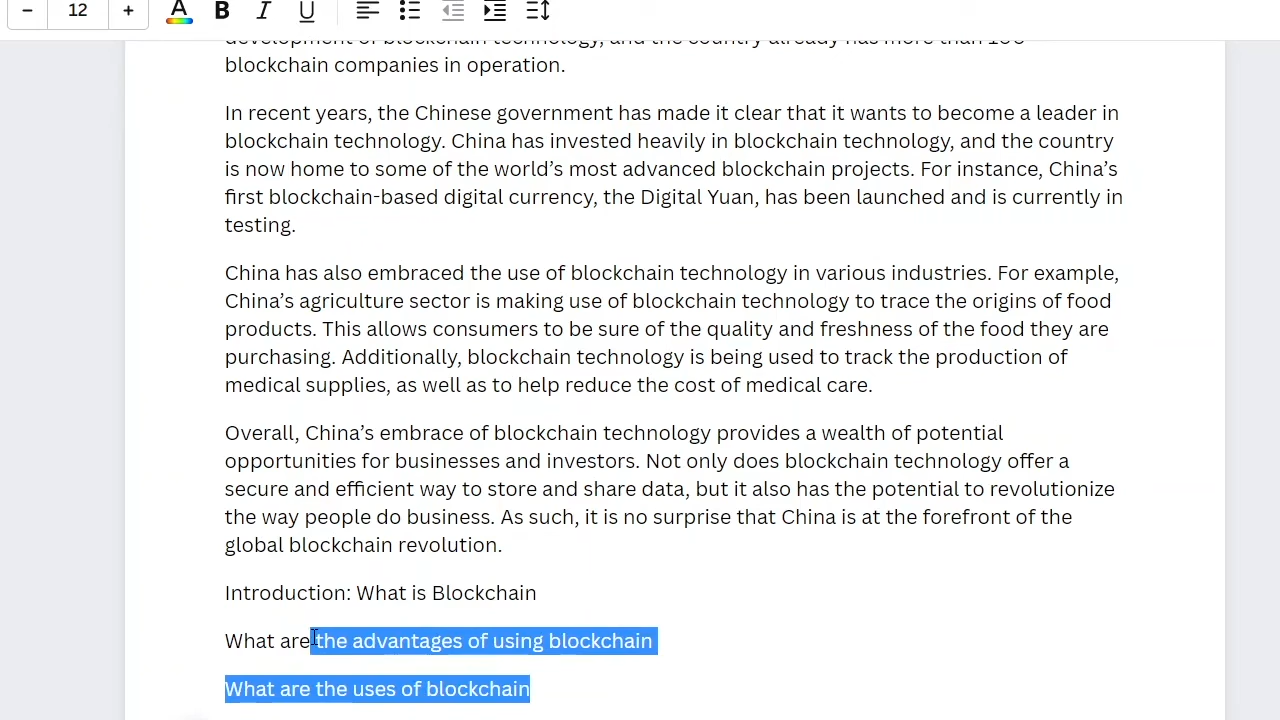 12
A B I U
development of blockchain technology, and the country already has more than
blockchain companies in operation.
In recent years, the Chinese government has made it clear that it wants to become a leader in
blockchain technology. China has invested heavily in blockchain technology, and the country
is now home to some of the world’s most advanced blockchain projects. For instance, China’s
first blockchain-based digital currency, the Digital Yuan, has been launched and is currently in
testing.
China has also embraced the use of blockchain technology in various industries. For example,
China’s agriculture sector is making use of blockchain technology to trace the origins of food
products. This allows consumers to be sure of the quality and freshness of the food they are
purchasing. Additionally, blockchain technology is being used to track the production of
medical supplies, as well as to help reduce the cost of medical care.
Overall, China’s embrace of blockchain technology provides a wealth of potential
opportunities for businesses and investors. Not only does blockchain technology offer a
secure and efficient way to store and share data, but it also has the potential to revolutionize
the way people do business. As such, it is no surprise that China is at the forefront of the
global blockchain revolution.
Introduction: What is Blockchain
What are the advantages of using blockchain
What are the uses of blockchain